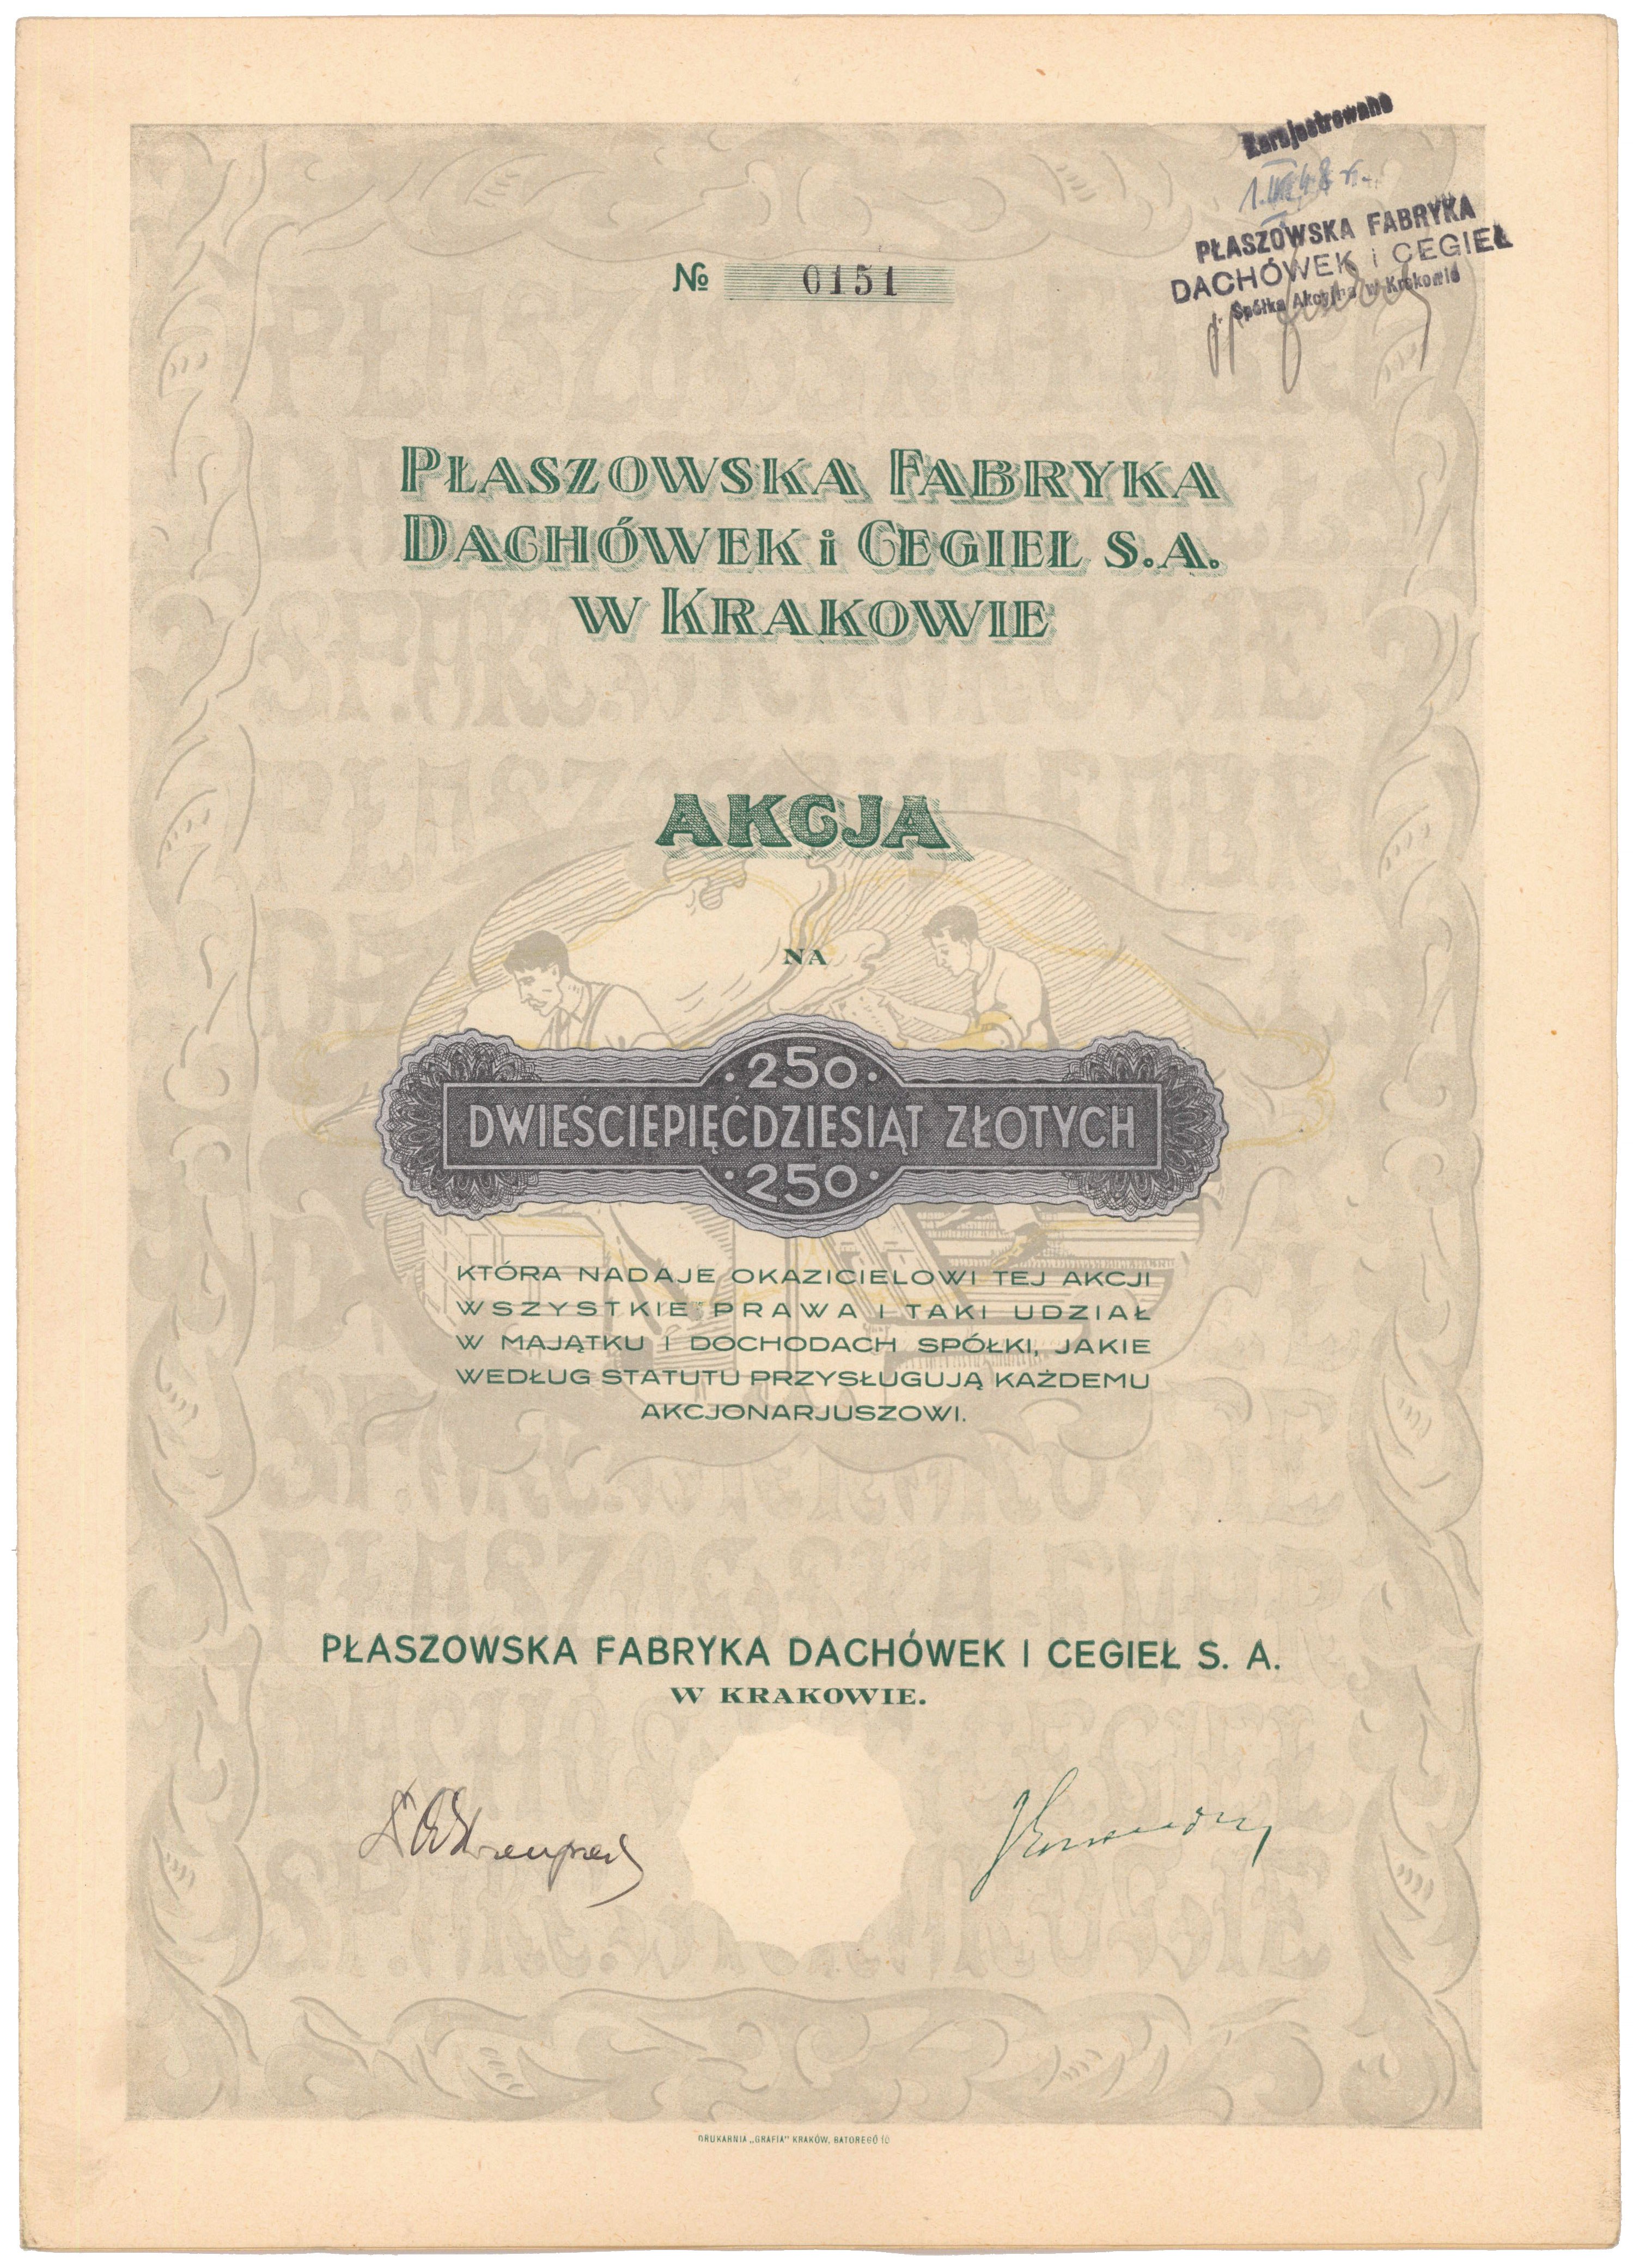 Zarejestrowano
PŁASZOWSKA FABRYKA
DACHÓWEK i CEGIEŁ
Spółka Akcyjna w Krakowie
№ 0151
PŁASZOWSKA FABRYKA
DACHÓWEK i CEGIEŁ S.A.
W KRAKOWIE
AKCJA
NA
·250·
DWIEŚCIEPIĘĆDZIESIĄT ZŁOTYCH
·250·
KTÓRA NADAJE OKAZICIELOWI TEJ AKCJI
WSZYSTKIE PRAWA I TAKI UDZIAŁ
W MAJĄTKU I DOCHODACH SPÓŁKI, JAKIE
WEDŁUG STATUTU PRZYSŁUGUJĄ KAŻDEMU
AKCJONARJUSZOWI.
PŁASZOWSKA FABRYKA DACHÓWEK I CEGIEŁ S. A.
W KRAKOWIE.
DRUKARNIA „GRAFIA" KRAKÓW, BATOREGO 10